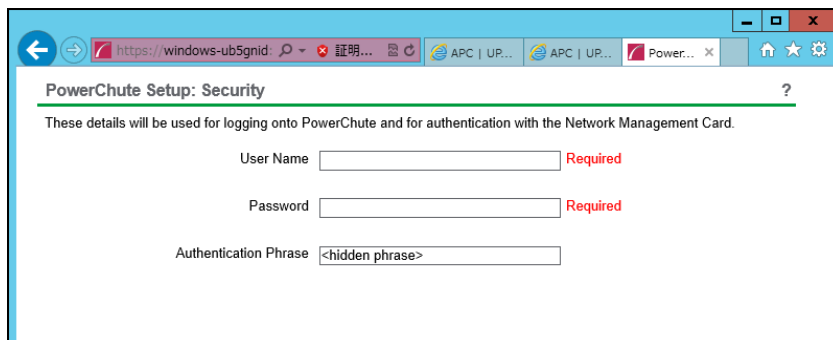 https://windows-ub5gnid: 証明... APC | UP... APC | UP... Power...
PowerChute Setup: Security ?
These details will be used for logging onto PowerChute and for authentication with the Network Management Card.
User Name Required
Password Required
Authentication Phrase <hidden phrase>